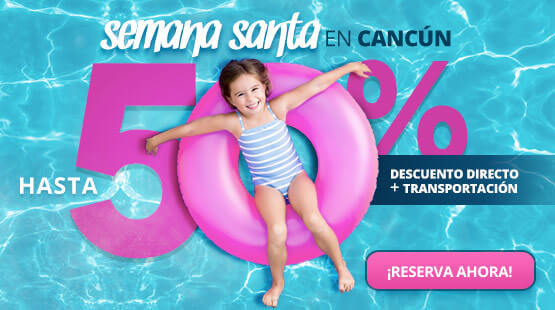 semana santa EN CANCÚN
HASTA 50%
DESCUENTO DIRECTO
+ TRANSPORTACIÓN
¡RESERVA AHORA!